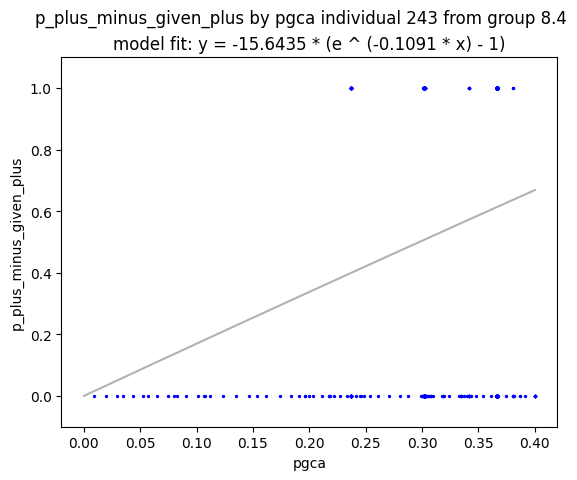 p_plus_minus_given_plus by pgca individual 243 from group 8.4
model fit: y = -15.6435 * (e ^ (-0.1091 * x) - 1)
1.0
0.8
0.6
0.4
0.2
0.0
p_plus_minus_given_plus
0.00 0.05 0.10 0.15 0.20 0.25 0.30 0.35 0.40
pgca